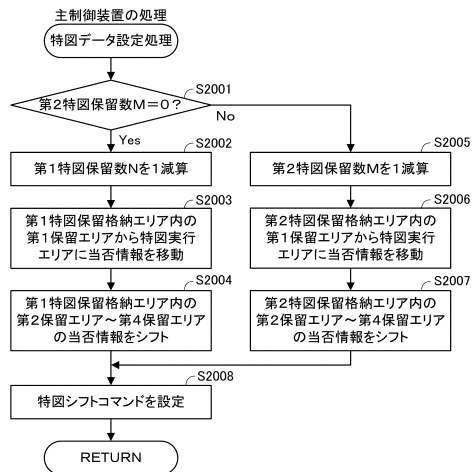 主制御装置の処理
特図データ設定処理
S2001
第2特図保留数M=0？
No
Yes
S2002
第1特図保留数Nを1減算
S2003
第1特図保留格納エリア内の
第1保留エリアから特図実行
エリアに当否情報を移動
S2004
第1特図保留格納エリア内の
第2保留エリア～第4保留エリア
の当否情報をシフト
S2005
第2特図保留数Mを1減算
S2006
第2特図保留格納エリア内の
第1保留エリアから特図実行
エリアに当否情報を移動
S2007
第2特図保留格納エリア内の
第2保留エリア～第4保留エリア
の当否情報をシフト
S2008
特図シフトコマンドを設定
RETURN